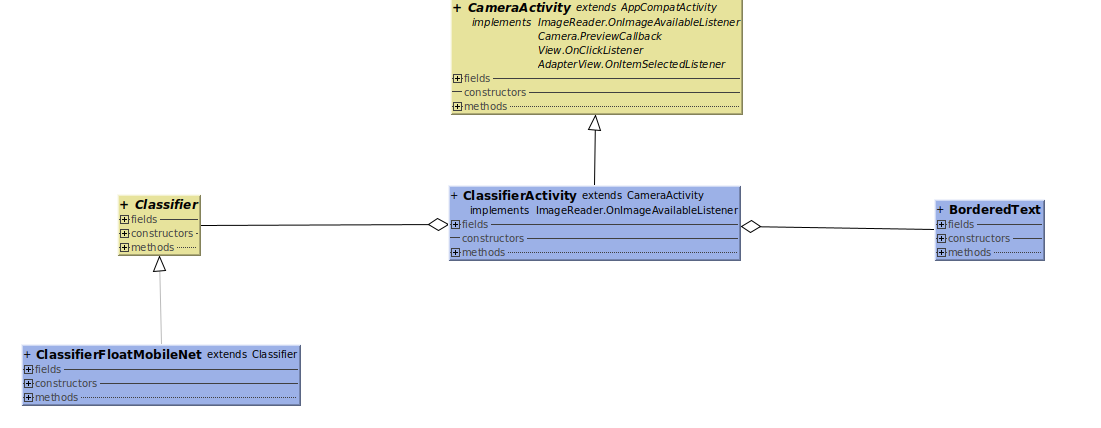 + CameraActivity extends AppCompatActivity
implements ImageReader.OnImageAvailableListener
Camera.PreviewCallback
View.OnClickListener
AdapterView.OnItemSelectedListener
fields
constructors
methods
+ Classifier
fields
constructors
methods
+ ClassifierActivity extends CameraActivity
implements ImageReader.OnImageAvailableListener
fields
constructors
methods
+ BorderedText
fields
constructors
methods
+ ClassifierFloatMobileNet extends Classifier
fields
constructors
methods